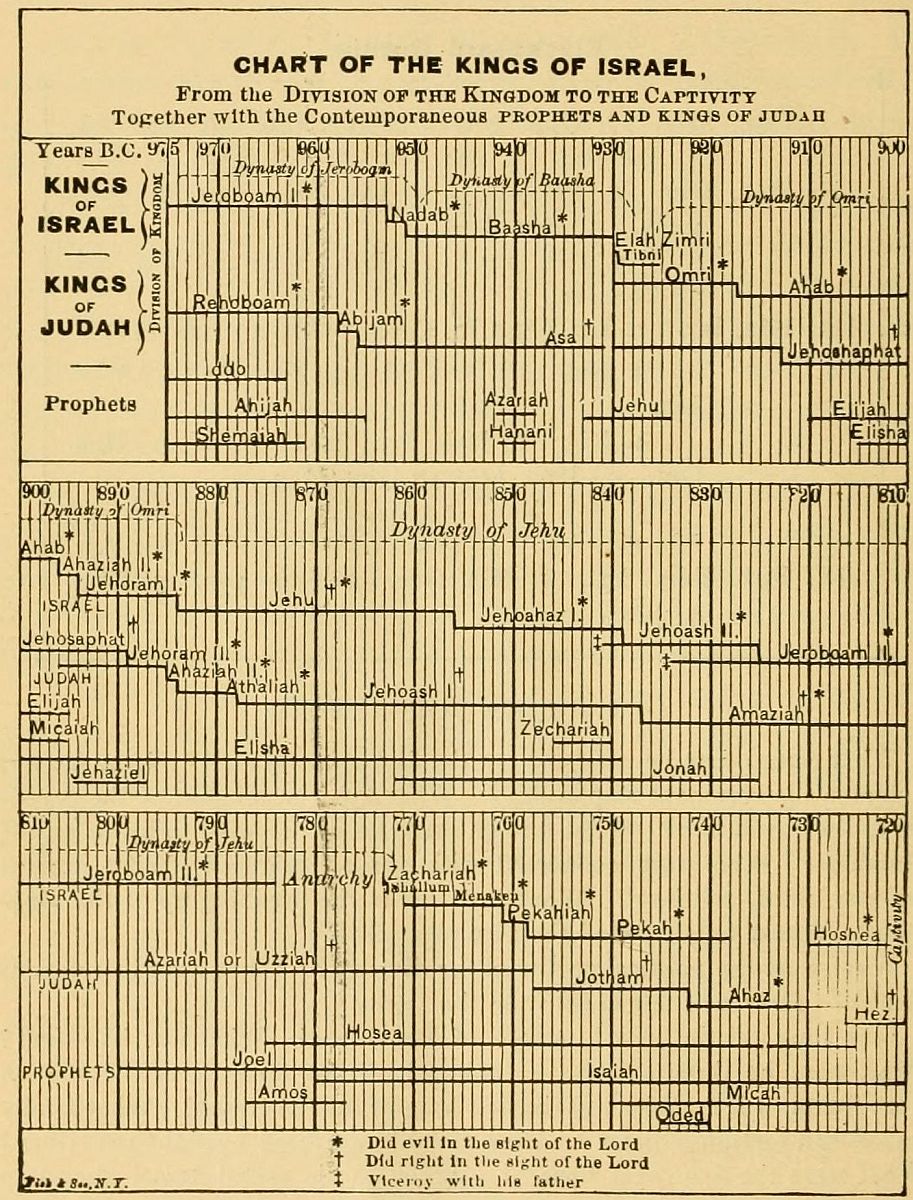 CHART OF THE KINGS OF ISRAEL,
From the DIVISION OF THE KINGDOM TO THE CAPTIVITY
Together with the Contemporaneous PROPHETS AND KINGS OF JUDAH
Years B.C. 975 970 960 950 940 930 920 910 900
Dynasty of Jeroboam
Dynasty of Baasha
Dynasty of Omri
KINGS
OF
ISRAEL
DIVISION OF KINGDOM
Jeroboam I *
Nadab *
Baasha *
Elah Zimri
Tibni
Omri *
Ahab *
KINGS
OF
JUDAH
Rehoboam *
Abijam *
Asa †
Jehoshaphat †
Prophets
Iddo
Ahijah
Shemaiah
Azariah
Hanani
Jehu
Elijah
Elisha
900 890 880 870 860 850 840 830 820 810
Dynasty of Omri
Dynasty of Jehu
Ahab *
Ahaziah I. *
Jehoram I. *
ISRAEL
Jehu † *
Jehoahaz I. *
‡ Jehoash II. *
‡ Jeroboam II. *
Jehosaphat †
Jehoram II. *
JUDAH
Ahaziah II. *
Athaliah *
Jehoash I †
Amaziah † *
Elijah
Micaiah
Zechariah
Elisha
Jehaziel
Jonah
810 800 790 780 770 760 750 740 730 720
Dynasty of Jehu
Jeroboam II. *
ISRAEL
Anarchy
Zachariah *
Shallum
Menahem *
Pekahiah *
Pekah *
Hoshea *
Captivity
Azariah or Uzziah †
JUDAH
Jotham †
Ahaz *
Hez. †
Hosea
Joel
PROPHETS
Isaiah
Amos
Micah
Oded
* Did evil in the sight of the Lord
† Did right in the sight of the Lord
‡ Viceroy with his father
Fisk & See, N.Y.